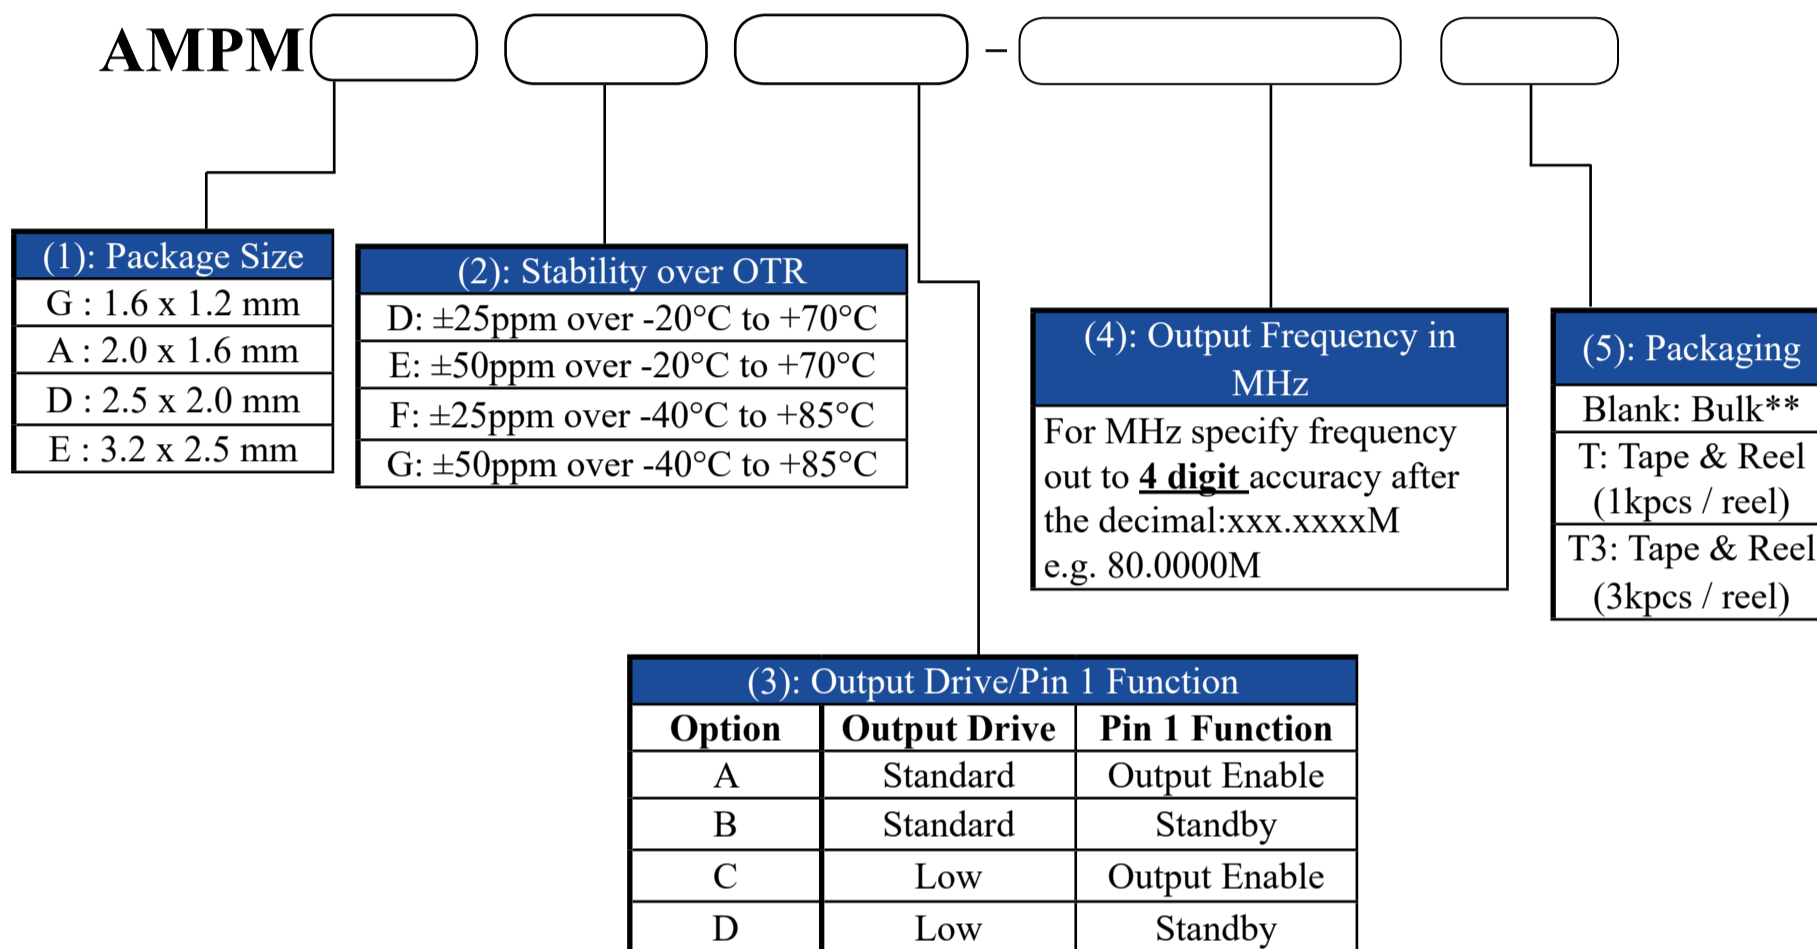 AMPM –
(1): Package Size
G : 1.6 x 1.2 mm
A : 2.0 x 1.6 mm
D : 2.5 x 2.0 mm
E : 3.2 x 2.5 mm
(2): Stability over OTR
D: ±25ppm over -20°C to +70°C
E: ±50ppm over -20°C to +70°C
F: ±25ppm over -40°C to +85°C
G: ±50ppm over -40°C to +85°C
(4): Output Frequency in
MHz
For MHz specify frequency
out to 4 digit accuracy after
the decimal:xxx.xxxxM
e.g. 80.0000M
(5): Packaging
Blank: Bulk**
T: Tape & Reel
(1kpcs / reel)
T3: Tape & Reel
(3kpcs / reel)
(3): Output Drive/Pin 1 Function
Option Output Drive Pin 1 Function
A Standard Output Enable
B Standard Standby
C Low Output Enable
D Low Standby